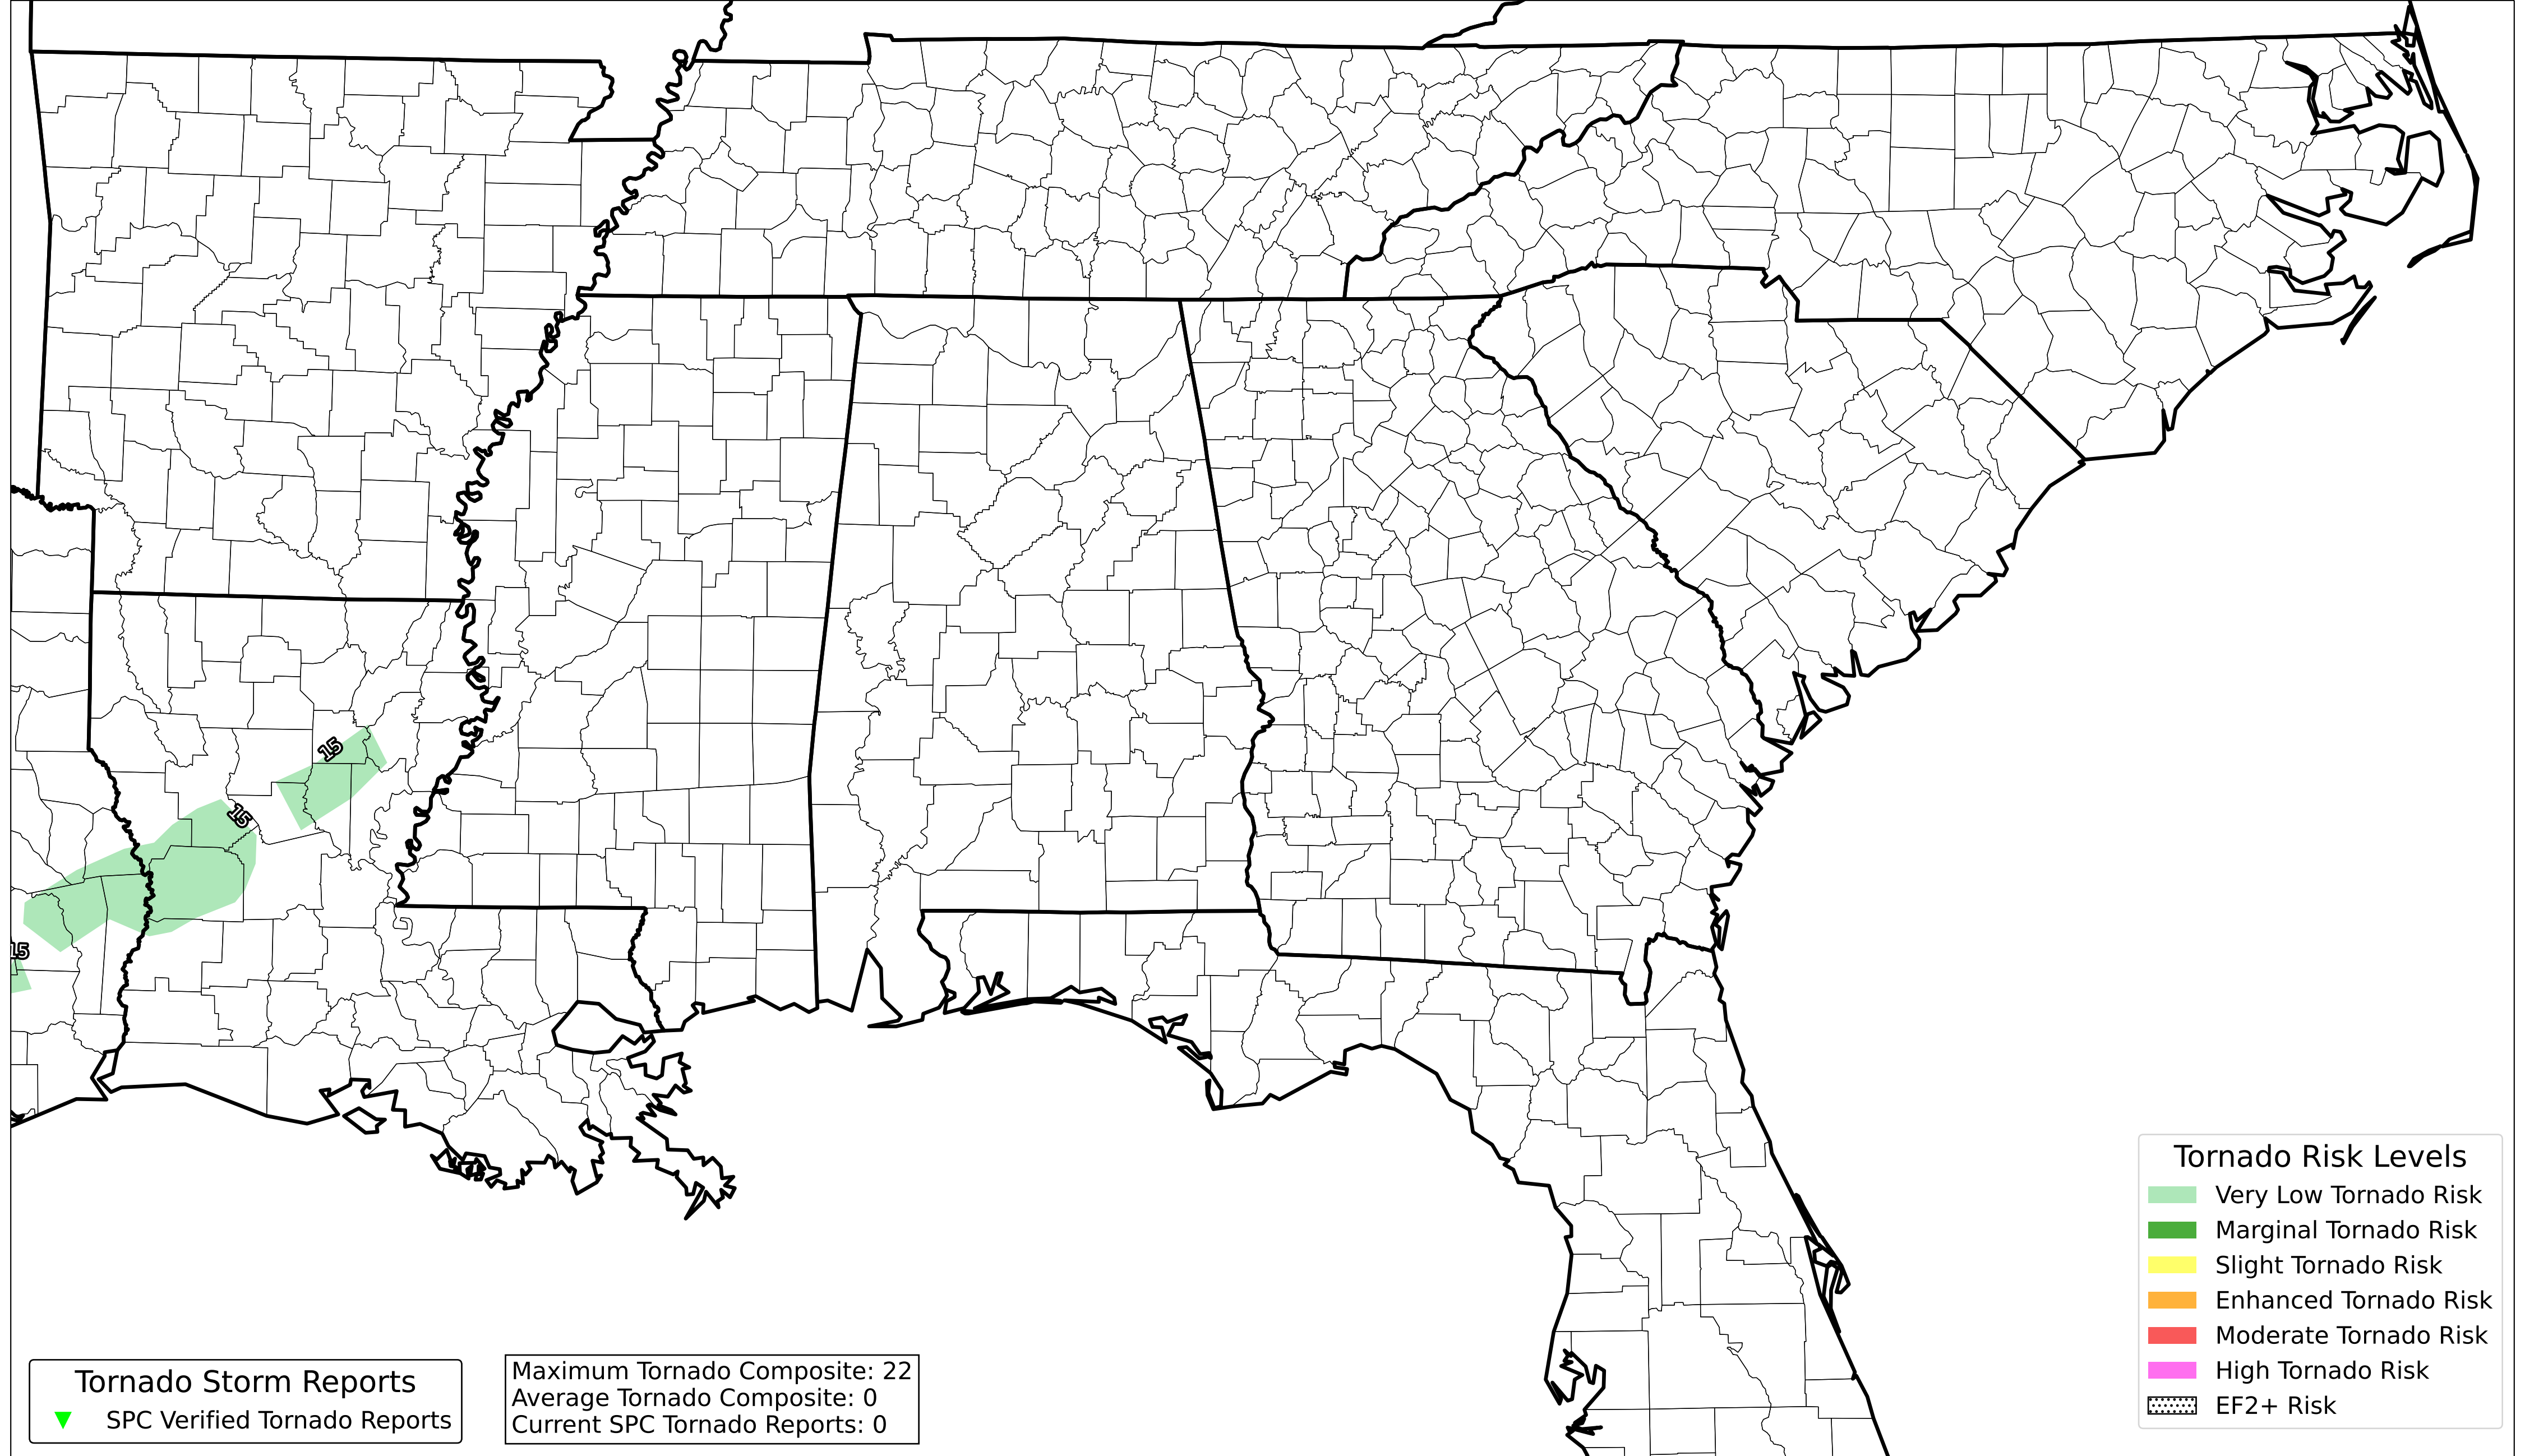 15
15
15
Tornado Storm Reports
SPC Verified Tornado Reports
Maximum Tornado Composite: 22
Average Tornado Composite: 0
Current SPC Tornado Reports: 0
Tornado Risk Levels
Very Low Tornado Risk
Marginal Tornado Risk
Slight Tornado Risk
Enhanced Tornado Risk
Moderate Tornado Risk
High Tornado Risk
EF2+ Risk